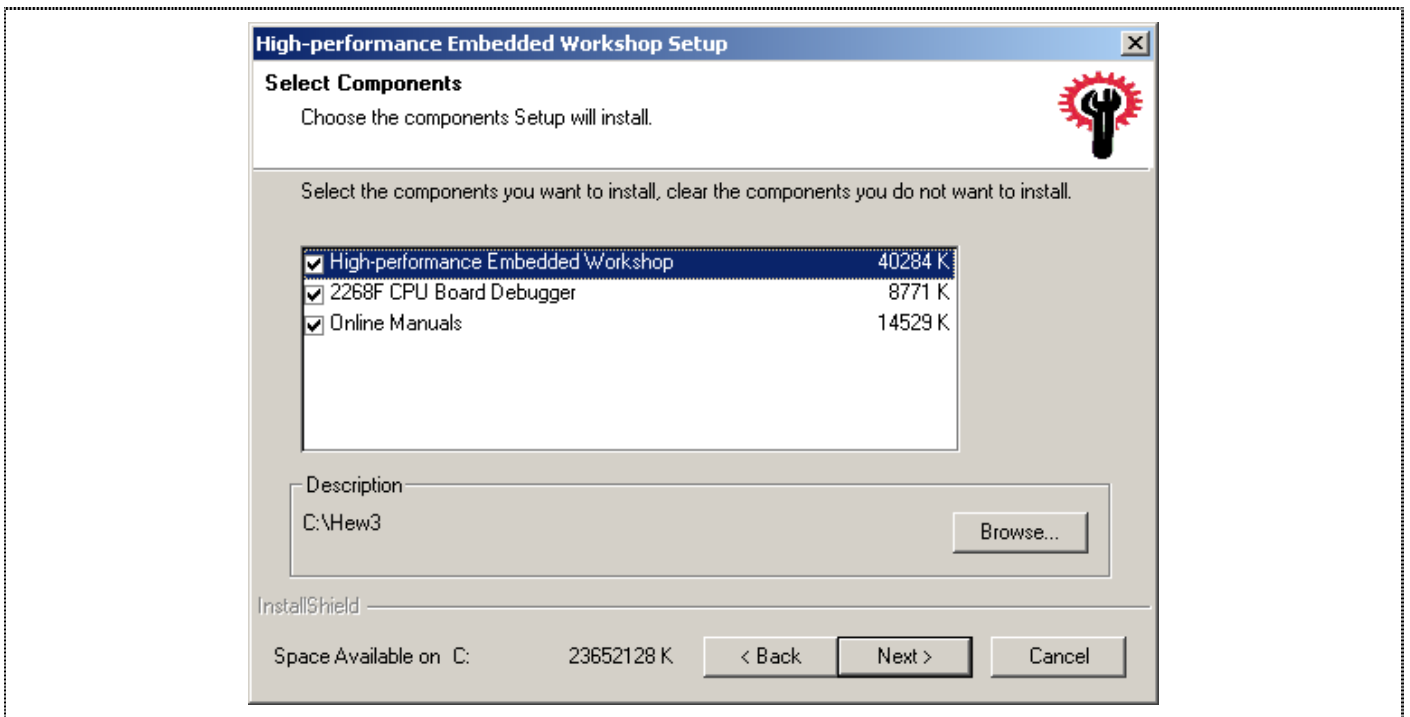 High-performance Embedded Workshop Setup
Select Components
Choose the components Setup will install.
Select the components you want to install, clear the components you do not want to install.
High-performance Embedded Workshop 40284 K
2268F CPU Board Debugger 8771 K
Online Manuals 14529 K
Description
C:\Hew3
Browse...
InstallShield
Space Available on C: 23652128 K < Back Next > Cancel